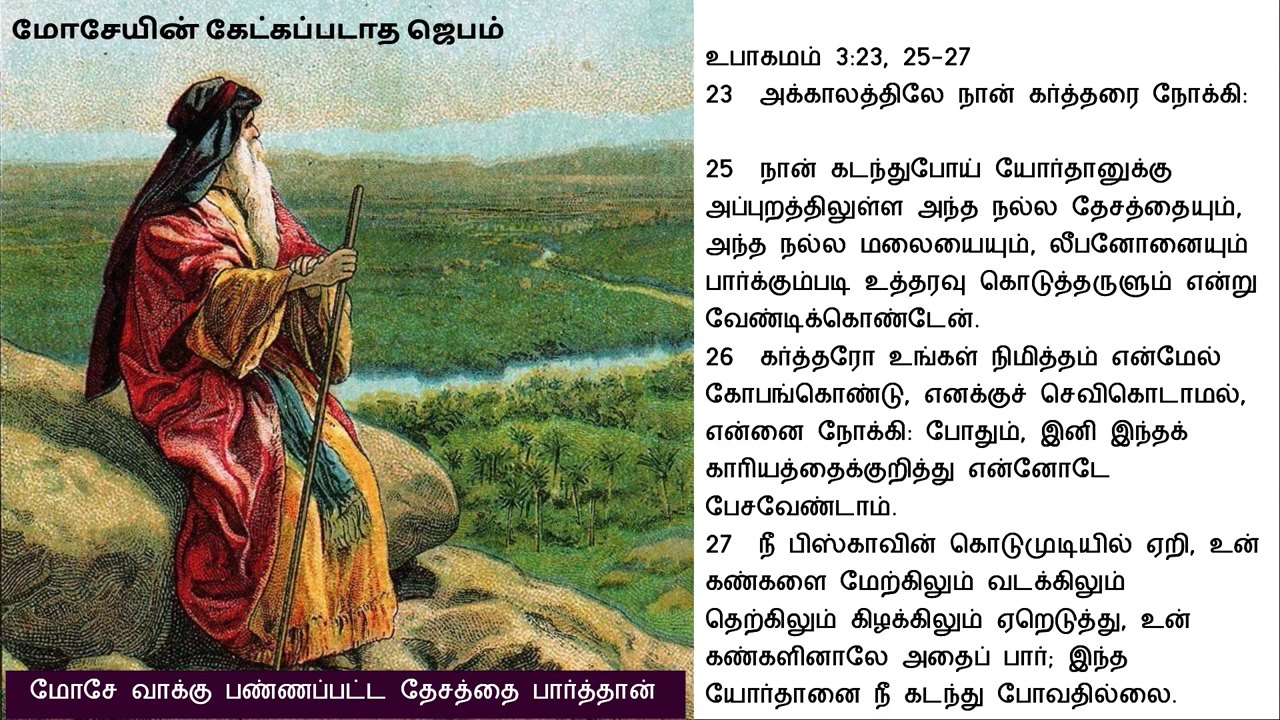 மோசேயின் கேட்கப்படாத ஜெபம்
உபாகமம் 3:23, 25-27
23 அக்காலத்திலே நான் கர்த்தரை நோக்கி:
25 நான் கடந்துபோய் யோர்தானுக்கு
அப்புறத்திலுள்ள அந்த நல்ல தேசத்தையும்,
அந்த நல்ல மலையையும், லீபனோனையும்
பார்க்கும்படி உத்தரவு கொடுத்தருளும் என்று
வேண்டிக்கொண்டேன்.
26 கர்த்தரோ உங்கள் நிமித்தம் என்மேல்
கோபங்கொண்டு, எனக்குச் செவிகொடாமல்,
என்னை நோக்கி: போதும், இனி இந்தக்
காரியத்தைக்குறித்து என்னோடே
பேசவேண்டாம்.
27 நீ பிஸ்காவின் கொடுமுடியில் ஏறி, உன்
கண்களை மேற்கிலும் வடக்கிலும்
தெற்கிலும் கிழக்கிலும் ஏறெடுத்து, உன்
கண்களினாலே அதைப் பார்; இந்த
யோர்தானை நீ கடந்து போவதில்லை.
மோசே வாக்கு பண்ணப்பட்ட தேசத்தை பார்த்தான்